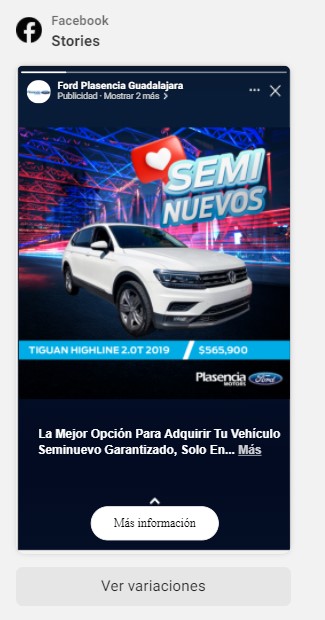 Facebook
Stories
Ford Plasencia Guadalajara
Publicidad · Mostrar 2 más
SEMI
NUEVOS
TIGUAN HIGHLINE 2.0T 2019 / $565,900
Plasencia
MOTORS
Ford
La Mejor Opción Para Adquirir Tu Vehículo
Seminuevo Garantizado, Solo En... Más
Más información
Ver variaciones